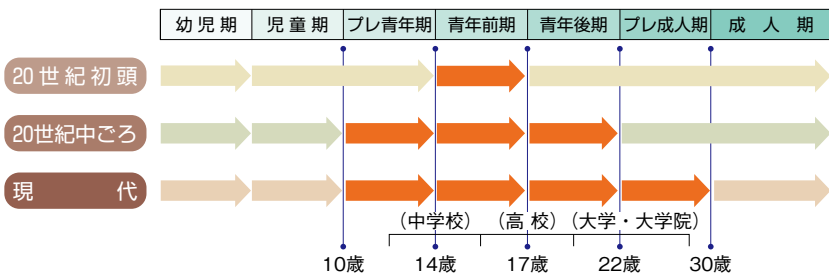 幼児期 児童期 プレ青年期 青年前期 青年後期 プレ成人期 成人期
20世紀初頭
20世紀中ごろ
現代
(中学校) (高校) (大学・大学院)
10歳 14歳 17歳 22歳 30歳